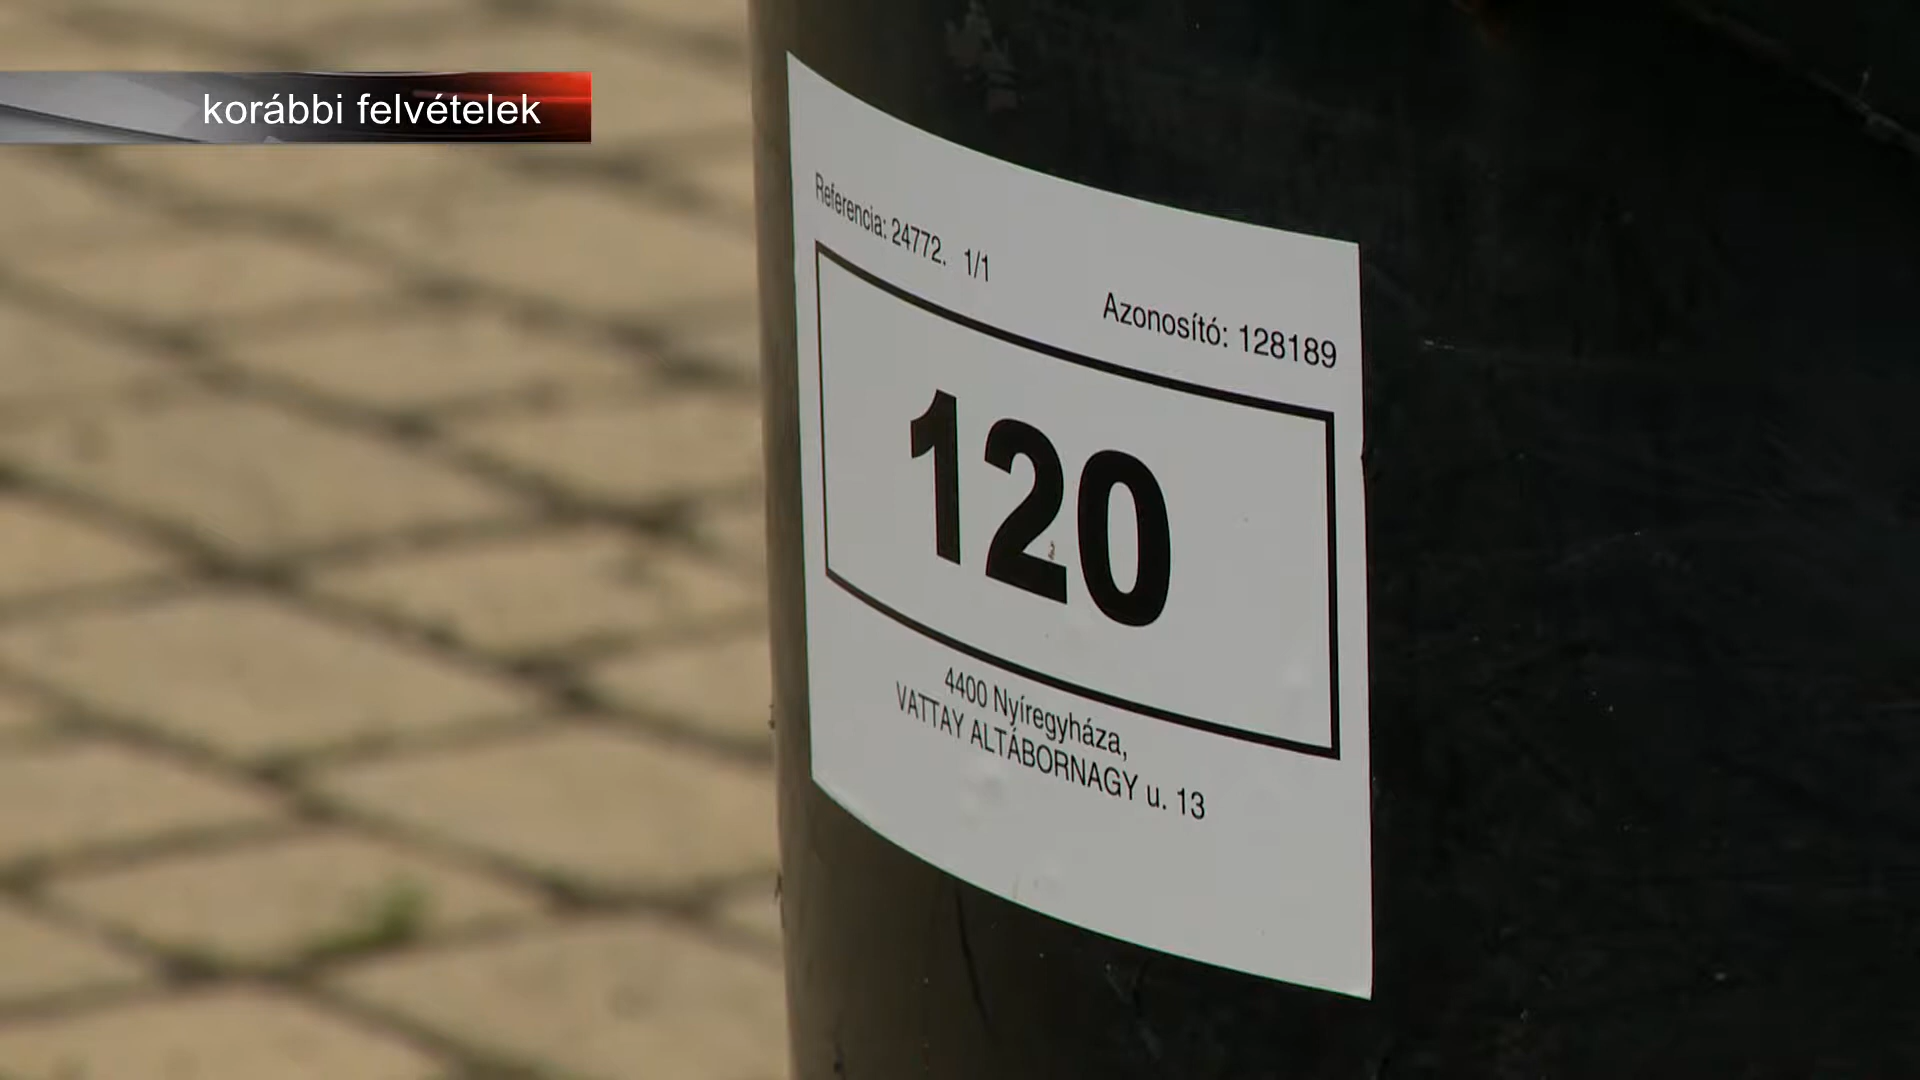 korábbi felvételek
Referencia: 24772. 1/1
Azonosító: 128189
120
4400 Nyíregyháza,
VATTAY ALTÁBORNAGY u. 13